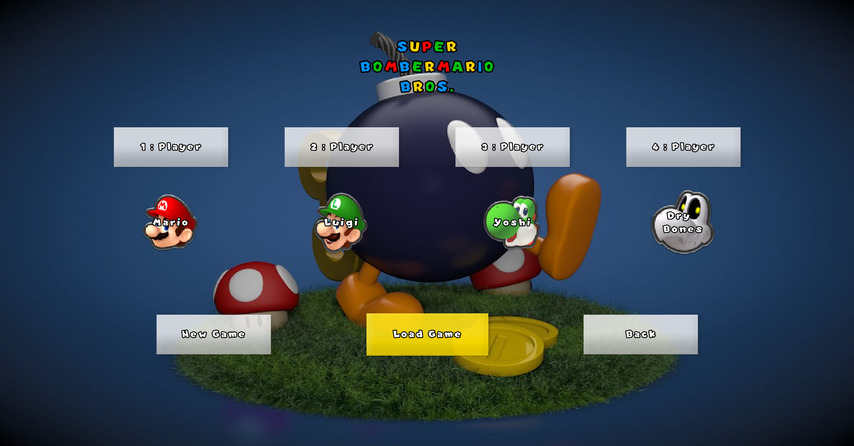 SUPER
BOMBERMARIO
BROS.
1 : Player
2 : Player
3 : Player
4 : Player
Mario
Luigi
Yoshi
Dry
Bones
New Game
Load Game
Back